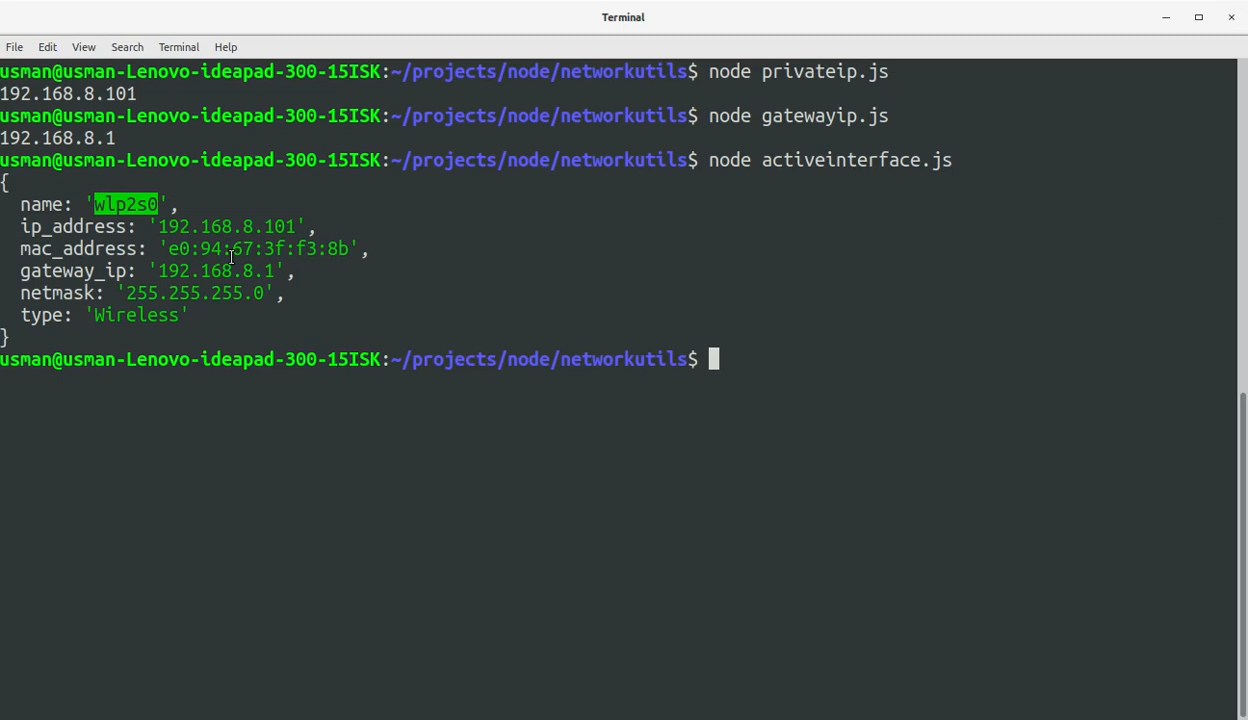 Terminal
File Edit View Search Terminal Help
usman@usman-Lenovo-ideapad-300-15ISK:~/projects/node/networkutils$ node privateip.js
192.168.8.101
usman@usman-Lenovo-ideapad-300-15ISK:~/projects/node/networkutils$ node gatewayip.js
192.168.8.1
usman@usman-Lenovo-ideapad-300-15ISK:~/projects/node/networkutils$ node activeinterface.js
{
  name: 'wlp2s0',
  ip_address: '192.168.8.101',
  mac_address: 'e0:94:67:3f:f3:8b',
  gateway_ip: '192.168.8.1',
  netmask: '255.255.255.0',
  type: 'Wireless'
}
usman@usman-Lenovo-ideapad-300-15ISK:~/projects/node/networkutils$